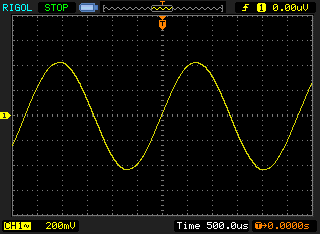 RIGOL STOP T 1 0.00uV
T
1
CH1 200mV Time 500.0us T→0.0000s